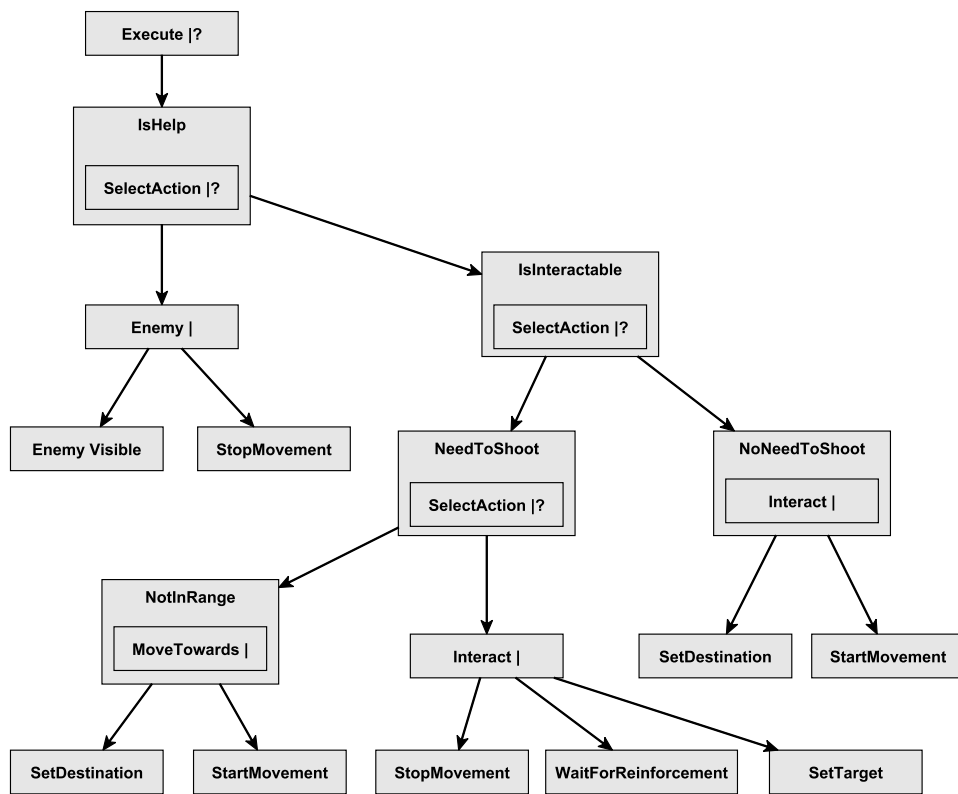 Execute |?
IsHelp
SelectAction |?
IsInteractable
SelectAction |?
Enemy |
Enemy Visible
StopMovement
NeedToShoot
SelectAction |?
NoNeedToShoot
Interact |
NotInRange
MoveTowards |
Interact |
SetDestination
StartMovement
SetDestination
StartMovement
StopMovement
WaitForReinforcement
SetTarget